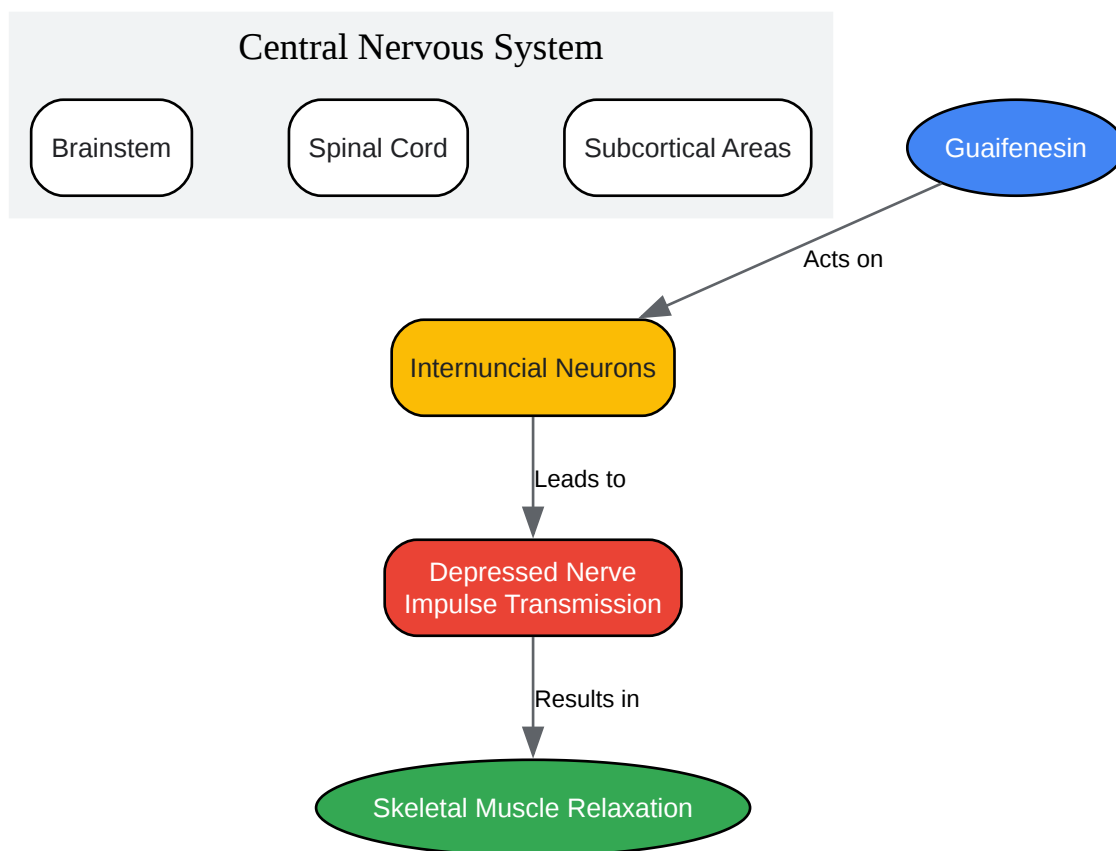 Central Nervous System
Brainstem
Spinal Cord
Subcortical Areas
Guaifenesin
Acts on
Internuncial Neurons
Leads to
Depressed Nerve
Impulse Transmission
Results in
Skeletal Muscle Relaxation